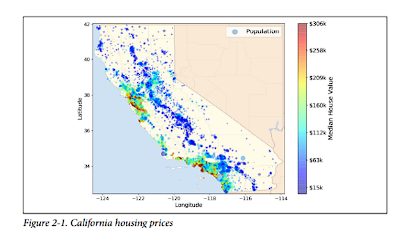 42
40
38
36
34
Latitude
−124
−122
−120
−118
−116
−114
Longitude
Population
$306k
$258k
$209k
$160k
$112k
$63k
$15k
Median House Value
Figure 2-1. California housing prices